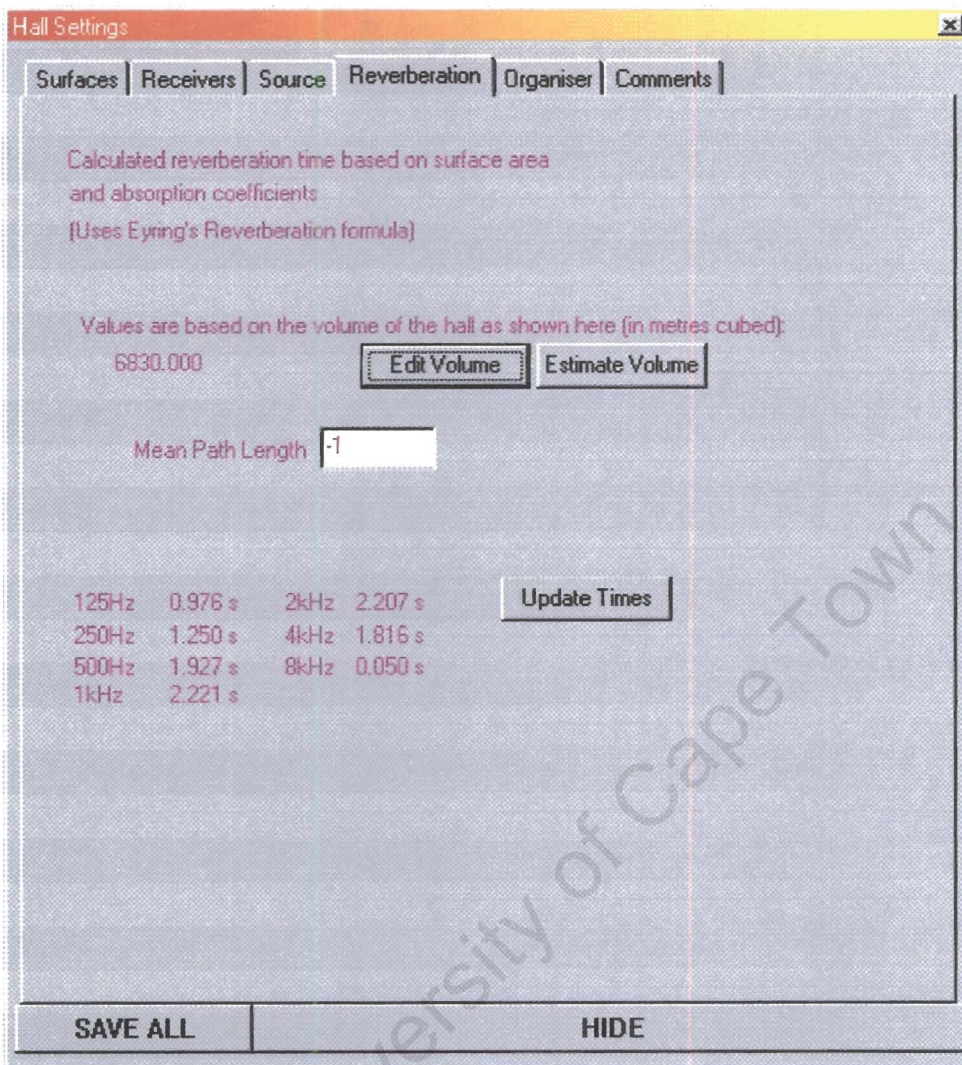 Hall Settings
Surfaces Receivers Source Reverberation Organiser Comments
Calculated reverberation time based on surface area
and absorption coefficients
(Uses Eyring's Reverberation formula)
Values are based on the volume of the hall as shown here (in metres cubed):
6830.000 Edit Volume Estimate Volume
Mean Path Length -1
125Hz 0.976 s 2kHz 2.207 s Update Times
250Hz 1.250 s 4kHz 1.816 s
500Hz 1.927 s 8kHz 0.050 s
1kHz 2.221 s
SAVE ALL HIDE
of Cape Town